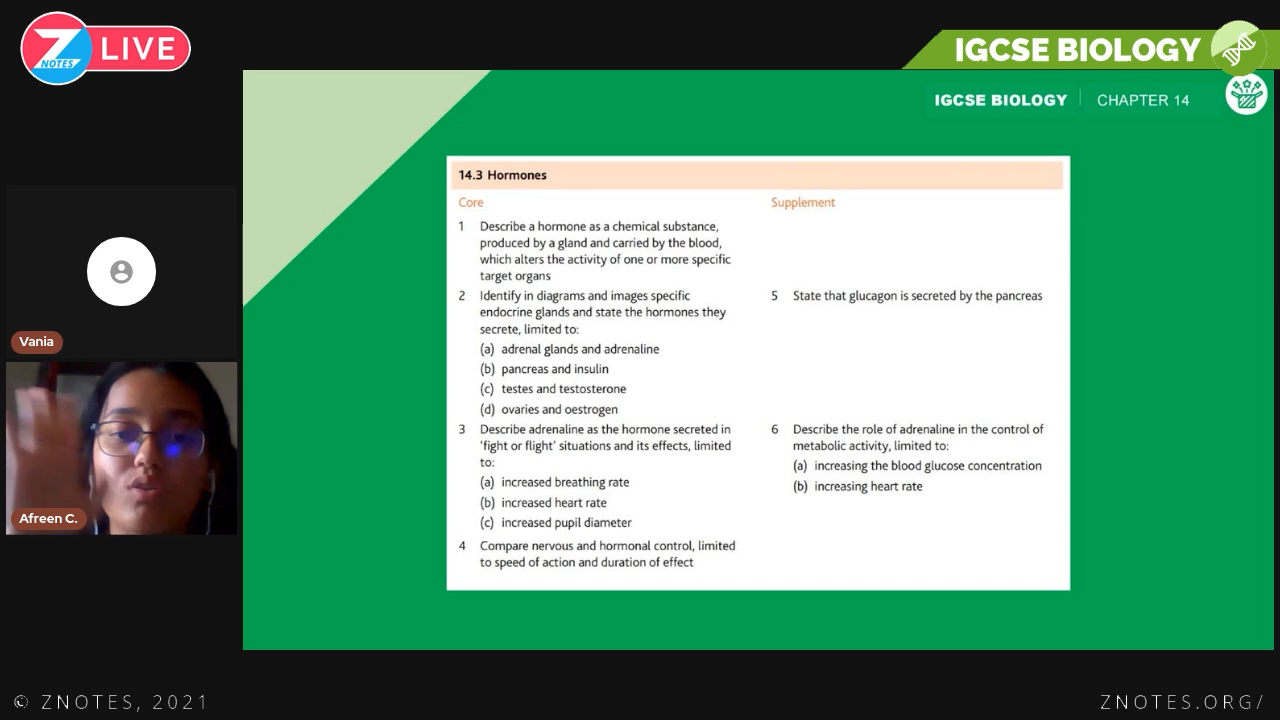 Z NOTES LIVE
IGCSE BIOLOGY
IGCSE BIOLOGY | CHAPTER 14
14.3 Hormones
Core
1 Describe a hormone as a chemical substance,
produced by a gland and carried by the blood,
which alters the activity of one or more specific
target organs
2 Identify in diagrams and images specific
endocrine glands and state the hormones they
secrete, limited to:
(a) adrenal glands and adrenaline
(b) pancreas and insulin
(c) testes and testosterone
(d) ovaries and oestrogen
3 Describe adrenaline as the hormone secreted in
'fight or flight' situations and its effects, limited
to:
(a) increased breathing rate
(b) increased heart rate
(c) increased pupil diameter
4 Compare nervous and hormonal control, limited
to speed of action and duration of effect
Supplement
5 State that glucagon is secreted by the pancreas
6 Describe the role of adrenaline in the control of
metabolic activity, limited to:
(a) increasing the blood glucose concentration
(b) increasing heart rate
Vania
Afreen C.
© ZNOTES, 2021
ZNOTES.ORG/